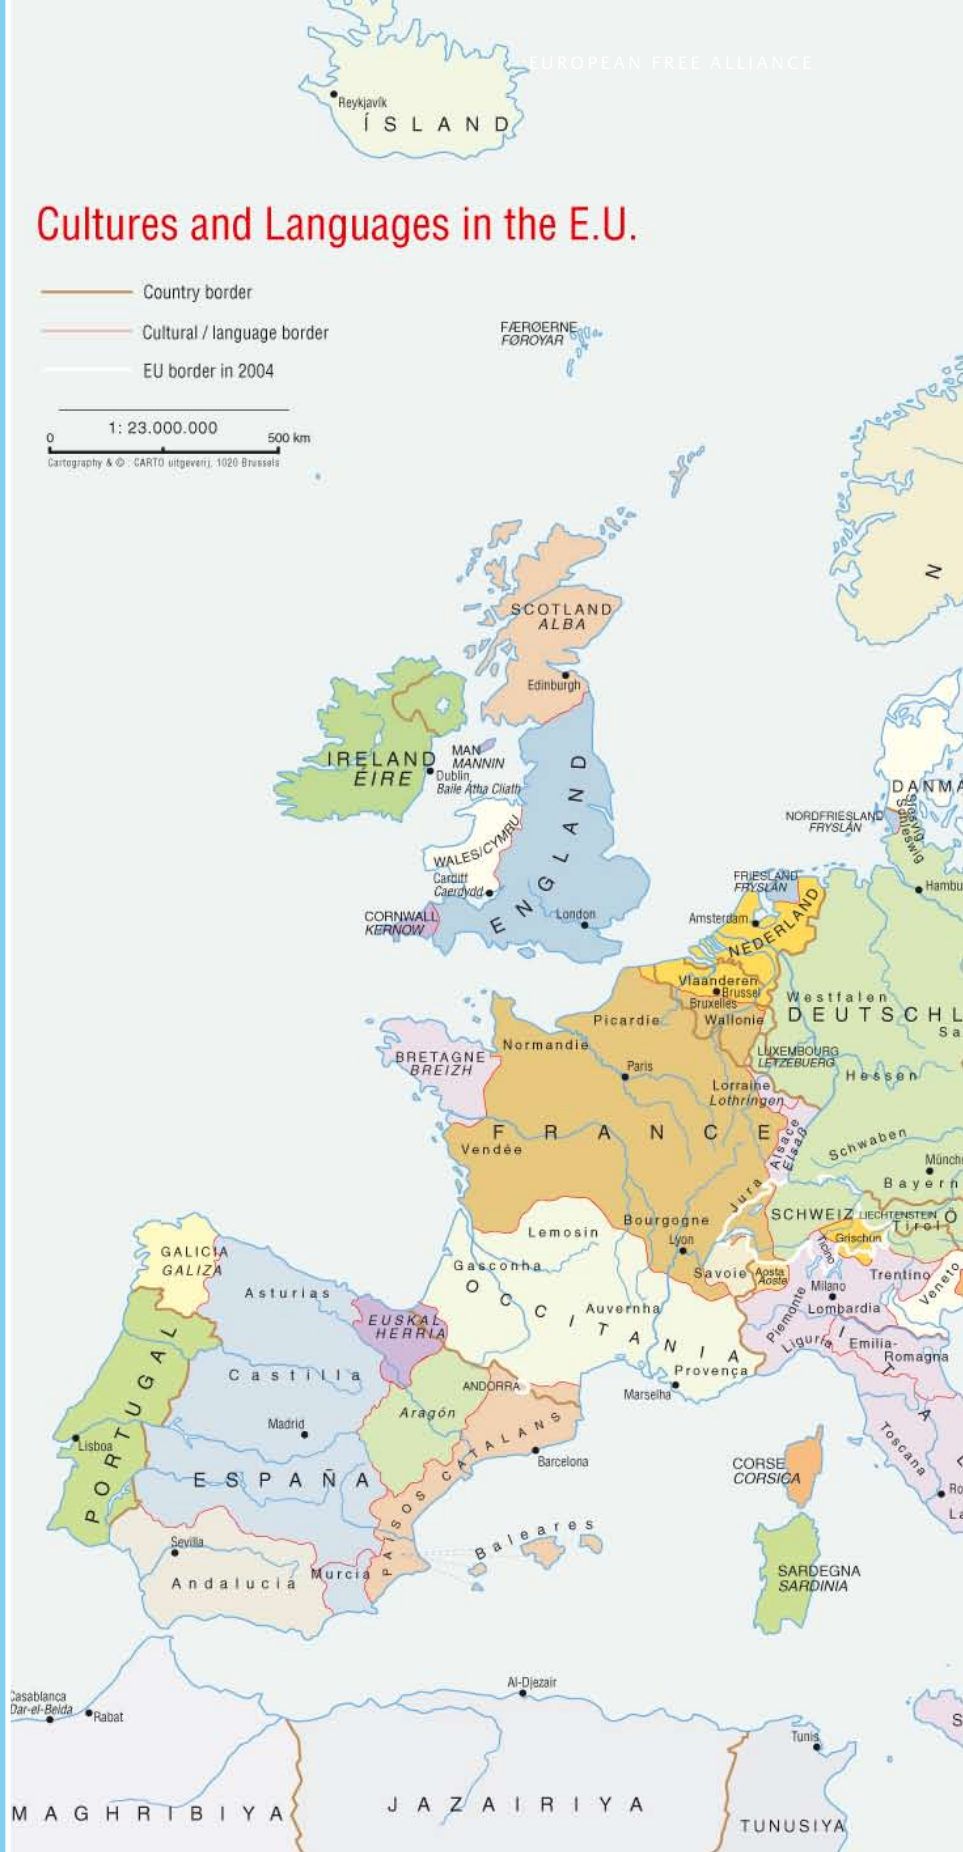 EUROPEAN FREE ALLIANCE
Reykjavík
ÍSLAND
Cultures and Languages in the E.U.
Country border
Cultural / language border
EU border in 2004
FÆRØERNE
FØROYAR
1: 23.000.000
0
500 km
Cartography & © : CARTO uitgeverij, 1020 Brussels
N
SCOTLAND
ALBA
Edinburgh
IRELAND
ÉIRE
MAN
MANNIN
Dublin
Baile Atha Cliath
ENGLAND
WALES/CYMRU
Cardiff
Caerdydd
CORNWALL
KERNOW
London
DANMA
NORDFRIESLAND
FRYSLÂN
Slesvig
Schleswig
Hambu
FRIESLAND
FRYSLÂN
Amsterdam
NEDERLAND
Vlaanderen
Brussel
Bruxelles
Wallonie
Westfalen
DEUTSCHL
Sa
Picardie
Normandie
BRETAGNE
BREIZH
Paris
LUXEMBOURG
LËTZEBUERG
Hessen
Lorraine
Lothringen
FRANCE
Vendée
Alsace
Elsaß
Schwaben
Münch
Bayern
Jura
SCHWEIZ
LIECHTENSTEIN
Ö
Tirol
Bourgogne
Lyon
Lemosin
Grischun
Ticino
GALICIA
GALIZA
Gasconha
Savoie
Aosta
Aoste
Trentino
Veneto
Asturias
OCCITANIA
Auvernha
Milano
Lombardia
Piemonte
EUSKAL
HERRIA
Liguria
Emilia-
Romagna
ITA
PORTUGAL
Castilla
ANDORRA
Provença
Marselha
Aragón
Madrid
Lisboa
PAÏSOS CATALANS
Barcelona
Toscana
CORSE
CORSICA
ESPAÑA
Ro
L
La
Baleares
Sevilla
Andalucia
Murcia
SARDEGNA
SARDINIA
Al-Djezair
Casablanca
Dar-el-Beida
Rabat
S
Tunis
MAGHRIBIYA
JAZAIRIYA
TUNUSIYA